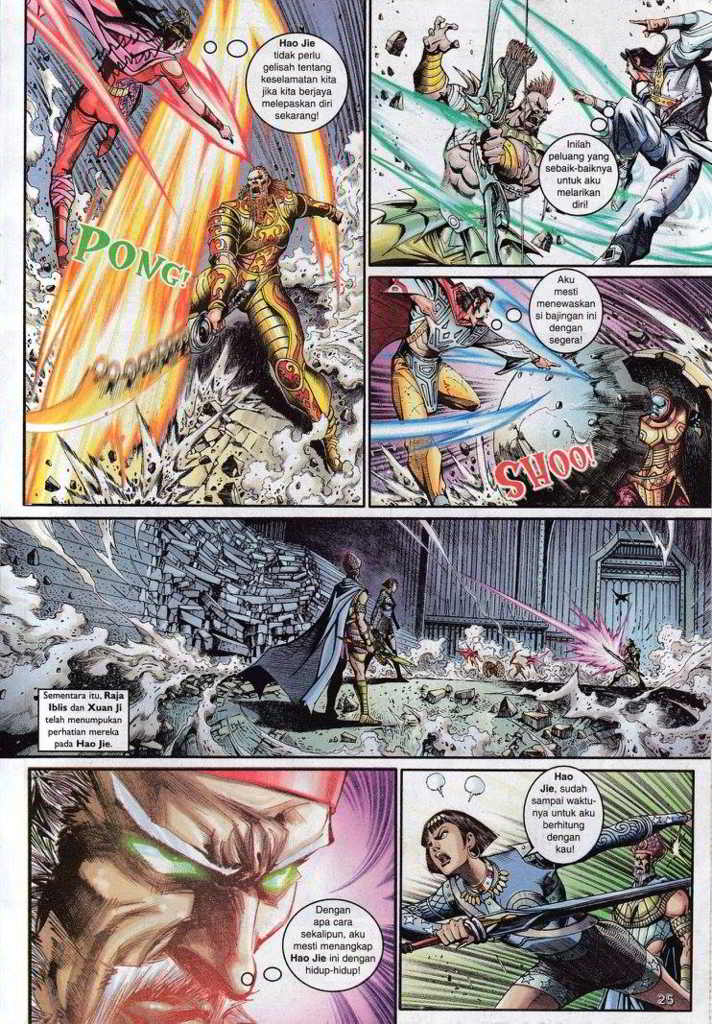 Hao Jie
tidak perlu
gelisah tentang
keselamatan kita
jika kita berjaya
melepaskan diri
sekarang!
PONG!
Inilah
peluang yang
sebaik-baiknya
untuk aku
melarikan
diri!
Aku
mesti
menewaskan
si bajingan ini
dengan
segera!
SHOO!
Sementara itu, Raja
Iblis dan Xuan Ji
telah menumpukan
perhatian mereka
pada Hao Jie.
Dengan
apa cara
sekalipun, aku
mesti menangkap
Hao Jie ini dengan
hidup-hidup!
Hao
Jie, sudah
sampai waktu-
nya untuk aku
berhitung
dengan
kau!
25